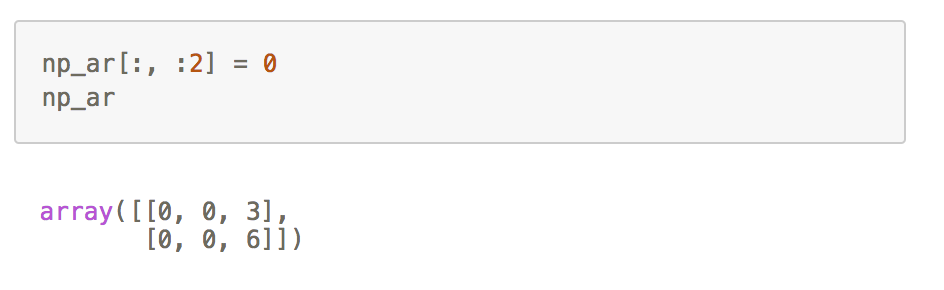 np_ar[:, :2] = 0
np_ar
array([[0, 0, 3],
       [0, 0, 6]])